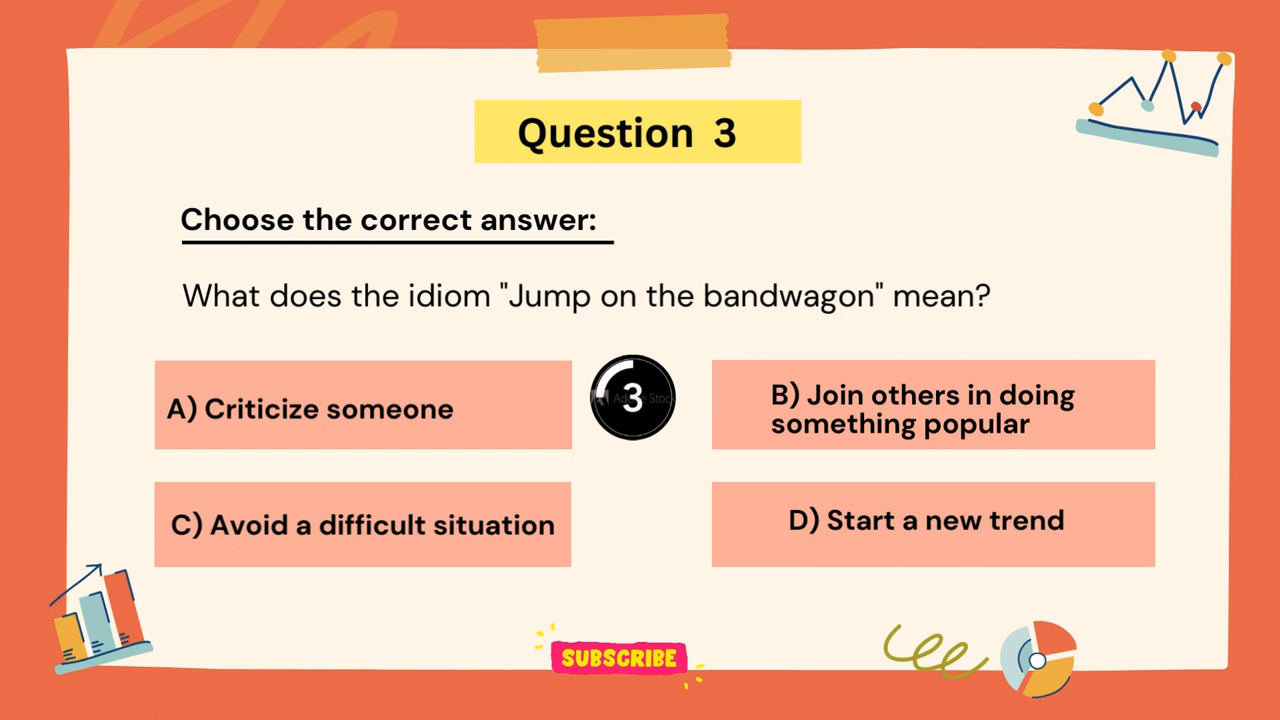 Question 3
Choose the correct answer:
What does the idiom "Jump on the bandwagon" mean?
A) Criticize someone
3
B) Join others in doing
something popular
C) Avoid a difficult situation
D) Start a new trend
SUBSCRIBE